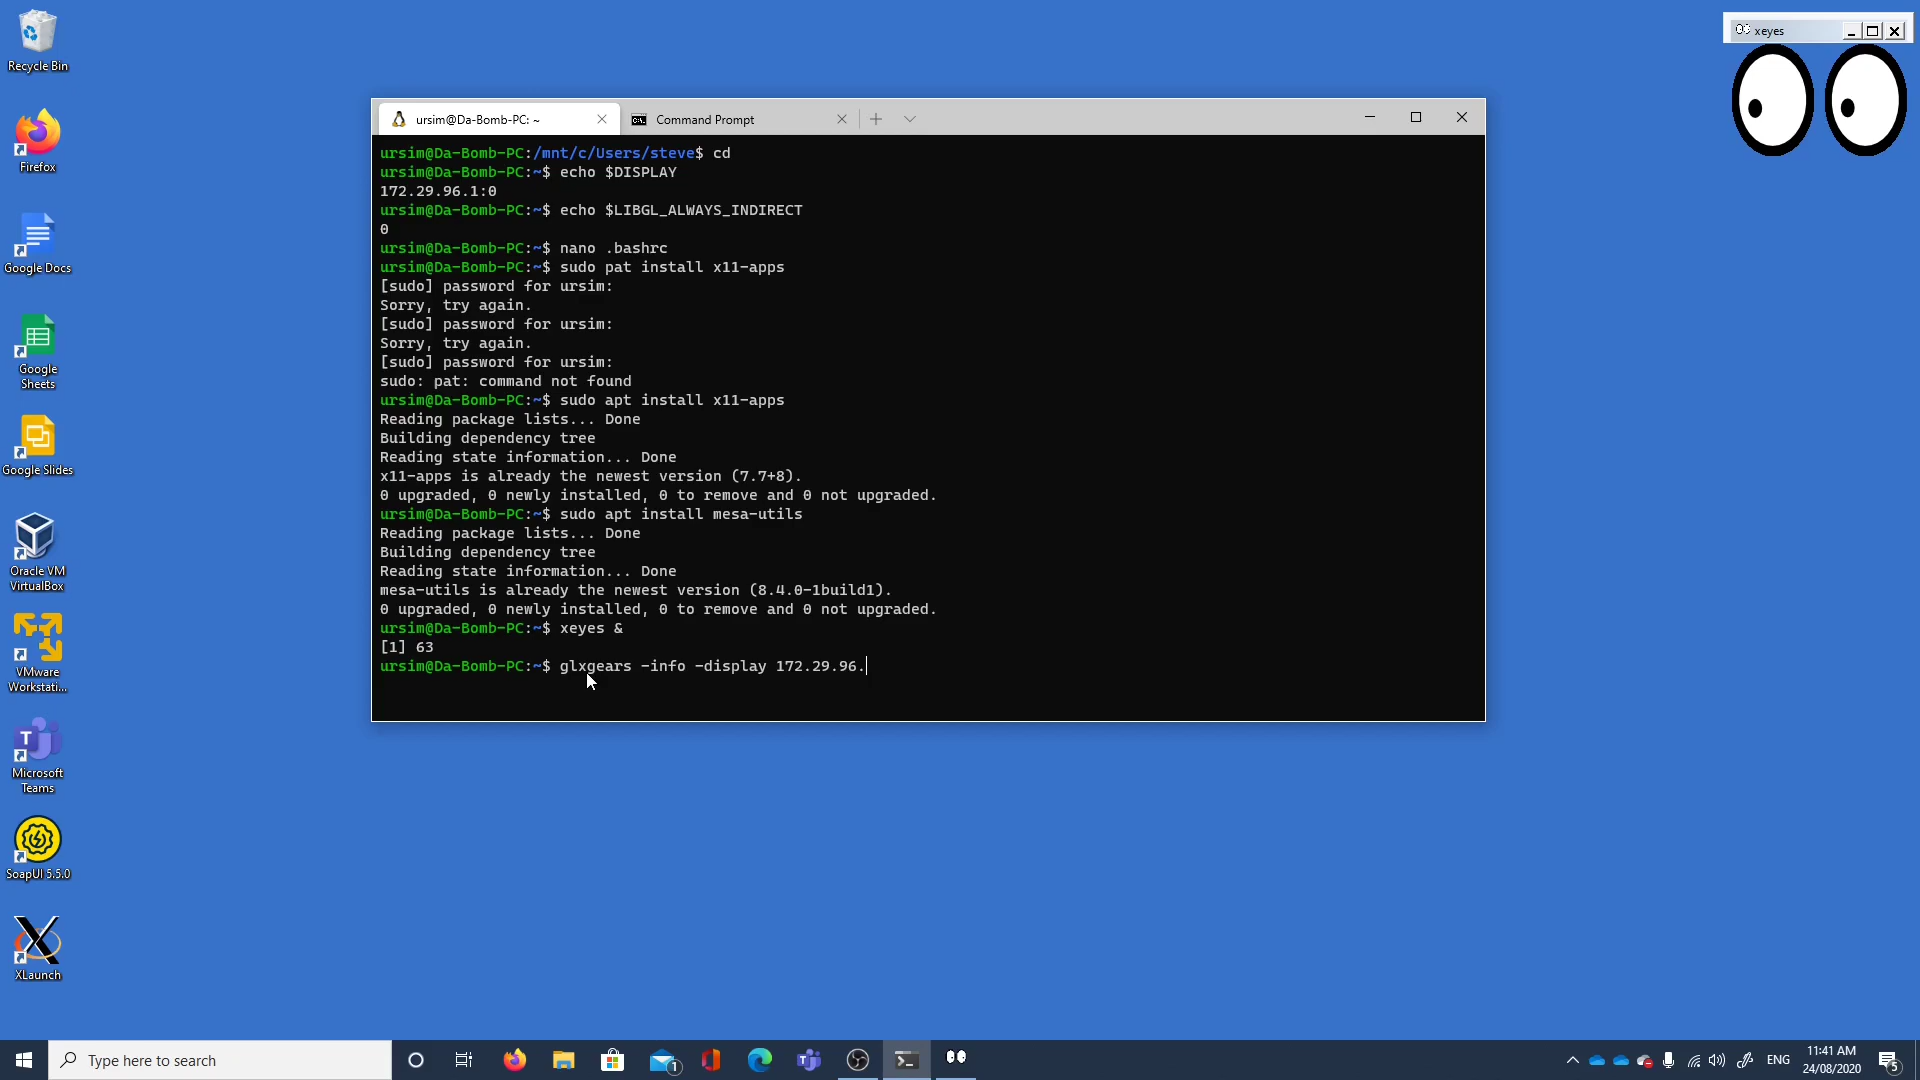 Recycle Bin
Firefox
Google Docs
Google
Sheets
Google Slides
Oracle VM
VirtualBox
VMware
Workstati...
Microsoft
Teams
SoapUI 5.5.0
XLaunch
xeyes
ursim@Da-Bomb-PC: ~
Command Prompt
ursim@Da-Bomb-PC:/mnt/c/Users/steve$ cd
ursim@Da-Bomb-PC:~$ echo $DISPLAY
172.29.96.1:0
ursim@Da-Bomb-PC:~$ echo $LIBGL_ALWAYS_INDIRECT
0
ursim@Da-Bomb-PC:~$ nano .bashrc
ursim@Da-Bomb-PC:~$ sudo pat install x11-apps
[sudo] password for ursim:
Sorry, try again.
[sudo] password for ursim:
Sorry, try again.
[sudo] password for ursim:
sudo: pat: command not found
ursim@Da-Bomb-PC:~$ sudo apt install x11-apps
Reading package lists... Done
Building dependency tree
Reading state information... Done
x11-apps is already the newest version (7.7+8).
0 upgraded, 0 newly installed, 0 to remove and 0 not upgraded.
ursim@Da-Bomb-PC:~$ sudo apt install mesa-utils
Reading package lists... Done
Building dependency tree
Reading state information... Done
mesa-utils is already the newest version (8.4.0-1build1).
0 upgraded, 0 newly installed, 0 to remove and 0 not upgraded.
ursim@Da-Bomb-PC:~$ xeyes &
[1] 63
ursim@Da-Bomb-PC:~$ glxgears -info -display 172.29.96.
Type here to search
1
ENG
11:41 AM
24/08/2020
5